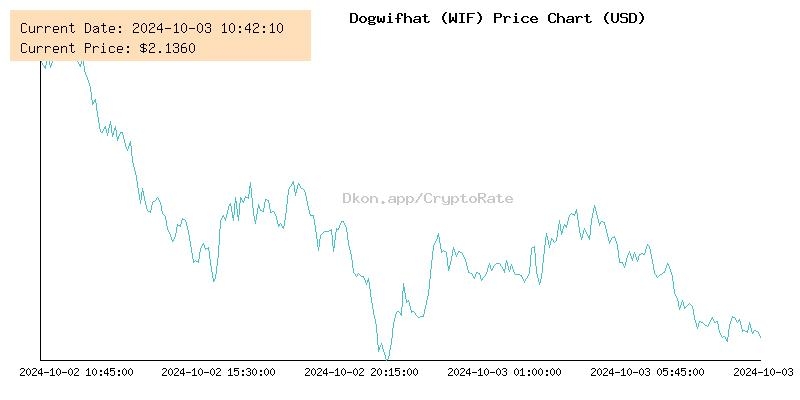 Dogwifhat (WIF) Price Chart (USD)
Current Date: 2024-10-03 10:42:10
Current Price: $2.1360
Dkon.app/CryptoRate
2024-10-02 10:45:00 2024-10-02 15:30:00 2024-10-02 20:15:00 2024-10-03 01:00:00 2024-10-03 05:45:00 2024-10-03